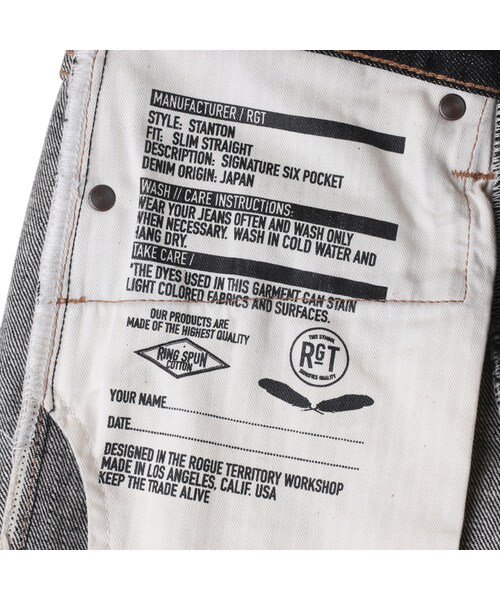 MANUFACTURER / RGT
STYLE: STANTON
FIT: SLIM STRAIGHT
DESCRIPTION: SIGNATURE SIX POCKET
DENIM ORIGIN: JAPAN
WASH // CARE INSTRUCTIONS:
WEAR YOUR JEANS OFTEN AND WASH ONLY
WHEN NECESSARY. WASH IN COLD WATER AND
HANG DRY.
TAKE CARE /
*THE DYES USED IN THIS GARMENT CAN STAIN
LIGHT COLORED FABRICS AND SURFACES.
OUR PRODUCTS ARE
MADE OF THE HIGHEST QUALITY
RING SPUN
COTTON
THIS SYMBOL
RGT
SIGNIFIES QUALITY
YOUR NAME
DATE
DESIGNED IN THE ROGUE TERRITORY WORKSHOP
MADE IN LOS ANGELES, CALIF. USA
KEEP THE TRADE ALIVE